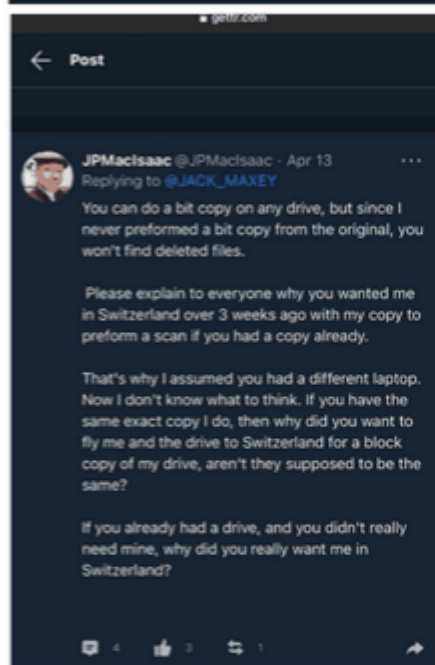 gettr.com
Post
JPMacIsaac @JPMacIsaac · Apr 13
Replying to @JACK_MAXEY
You can do a bit copy on any drive, but since I
never preformed a bit copy from the original, you
won't find deleted files.
Please explain to everyone why you wanted me
in Switzerland over 3 weeks ago with my copy to
preform a scan if you had a copy already.
That's why I assumed you had a different laptop.
Now I don't know what to think. If you have the
same exact copy I do, then why did you want to
fly me and the drive to Switzerland for a block
copy of my drive, aren't they supposed to be the
same?
If you already had a drive, and you didn't really
need mine, why did you really want me in
Switzerland?
4 3 1